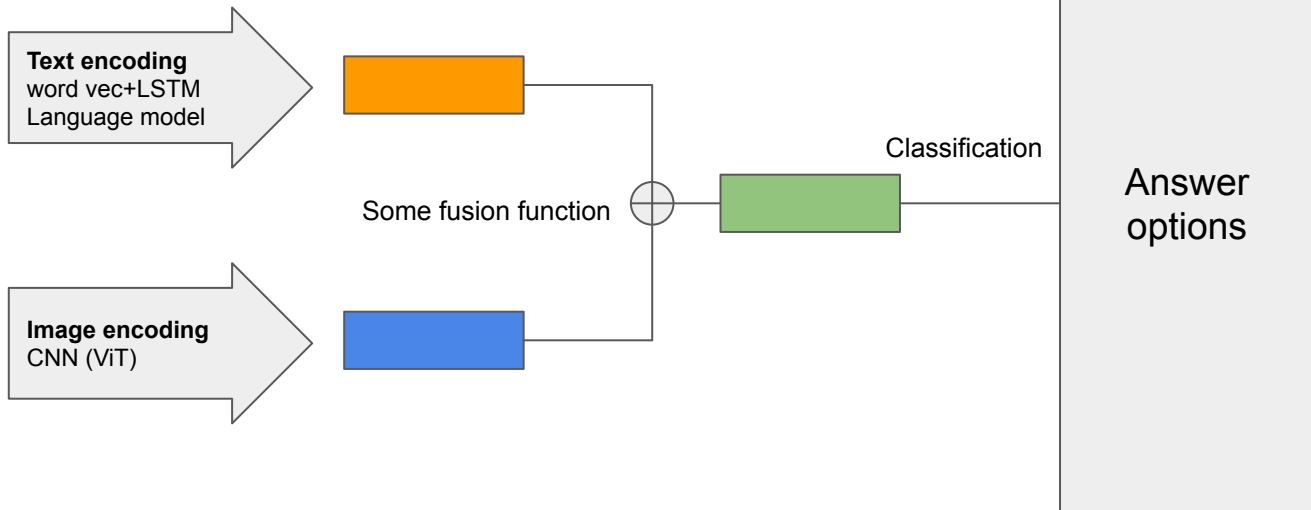 Text encoding
word vec+LSTM
Language model
Some fusion function
Image encoding
CNN (ViT)
Classification
Answer
options